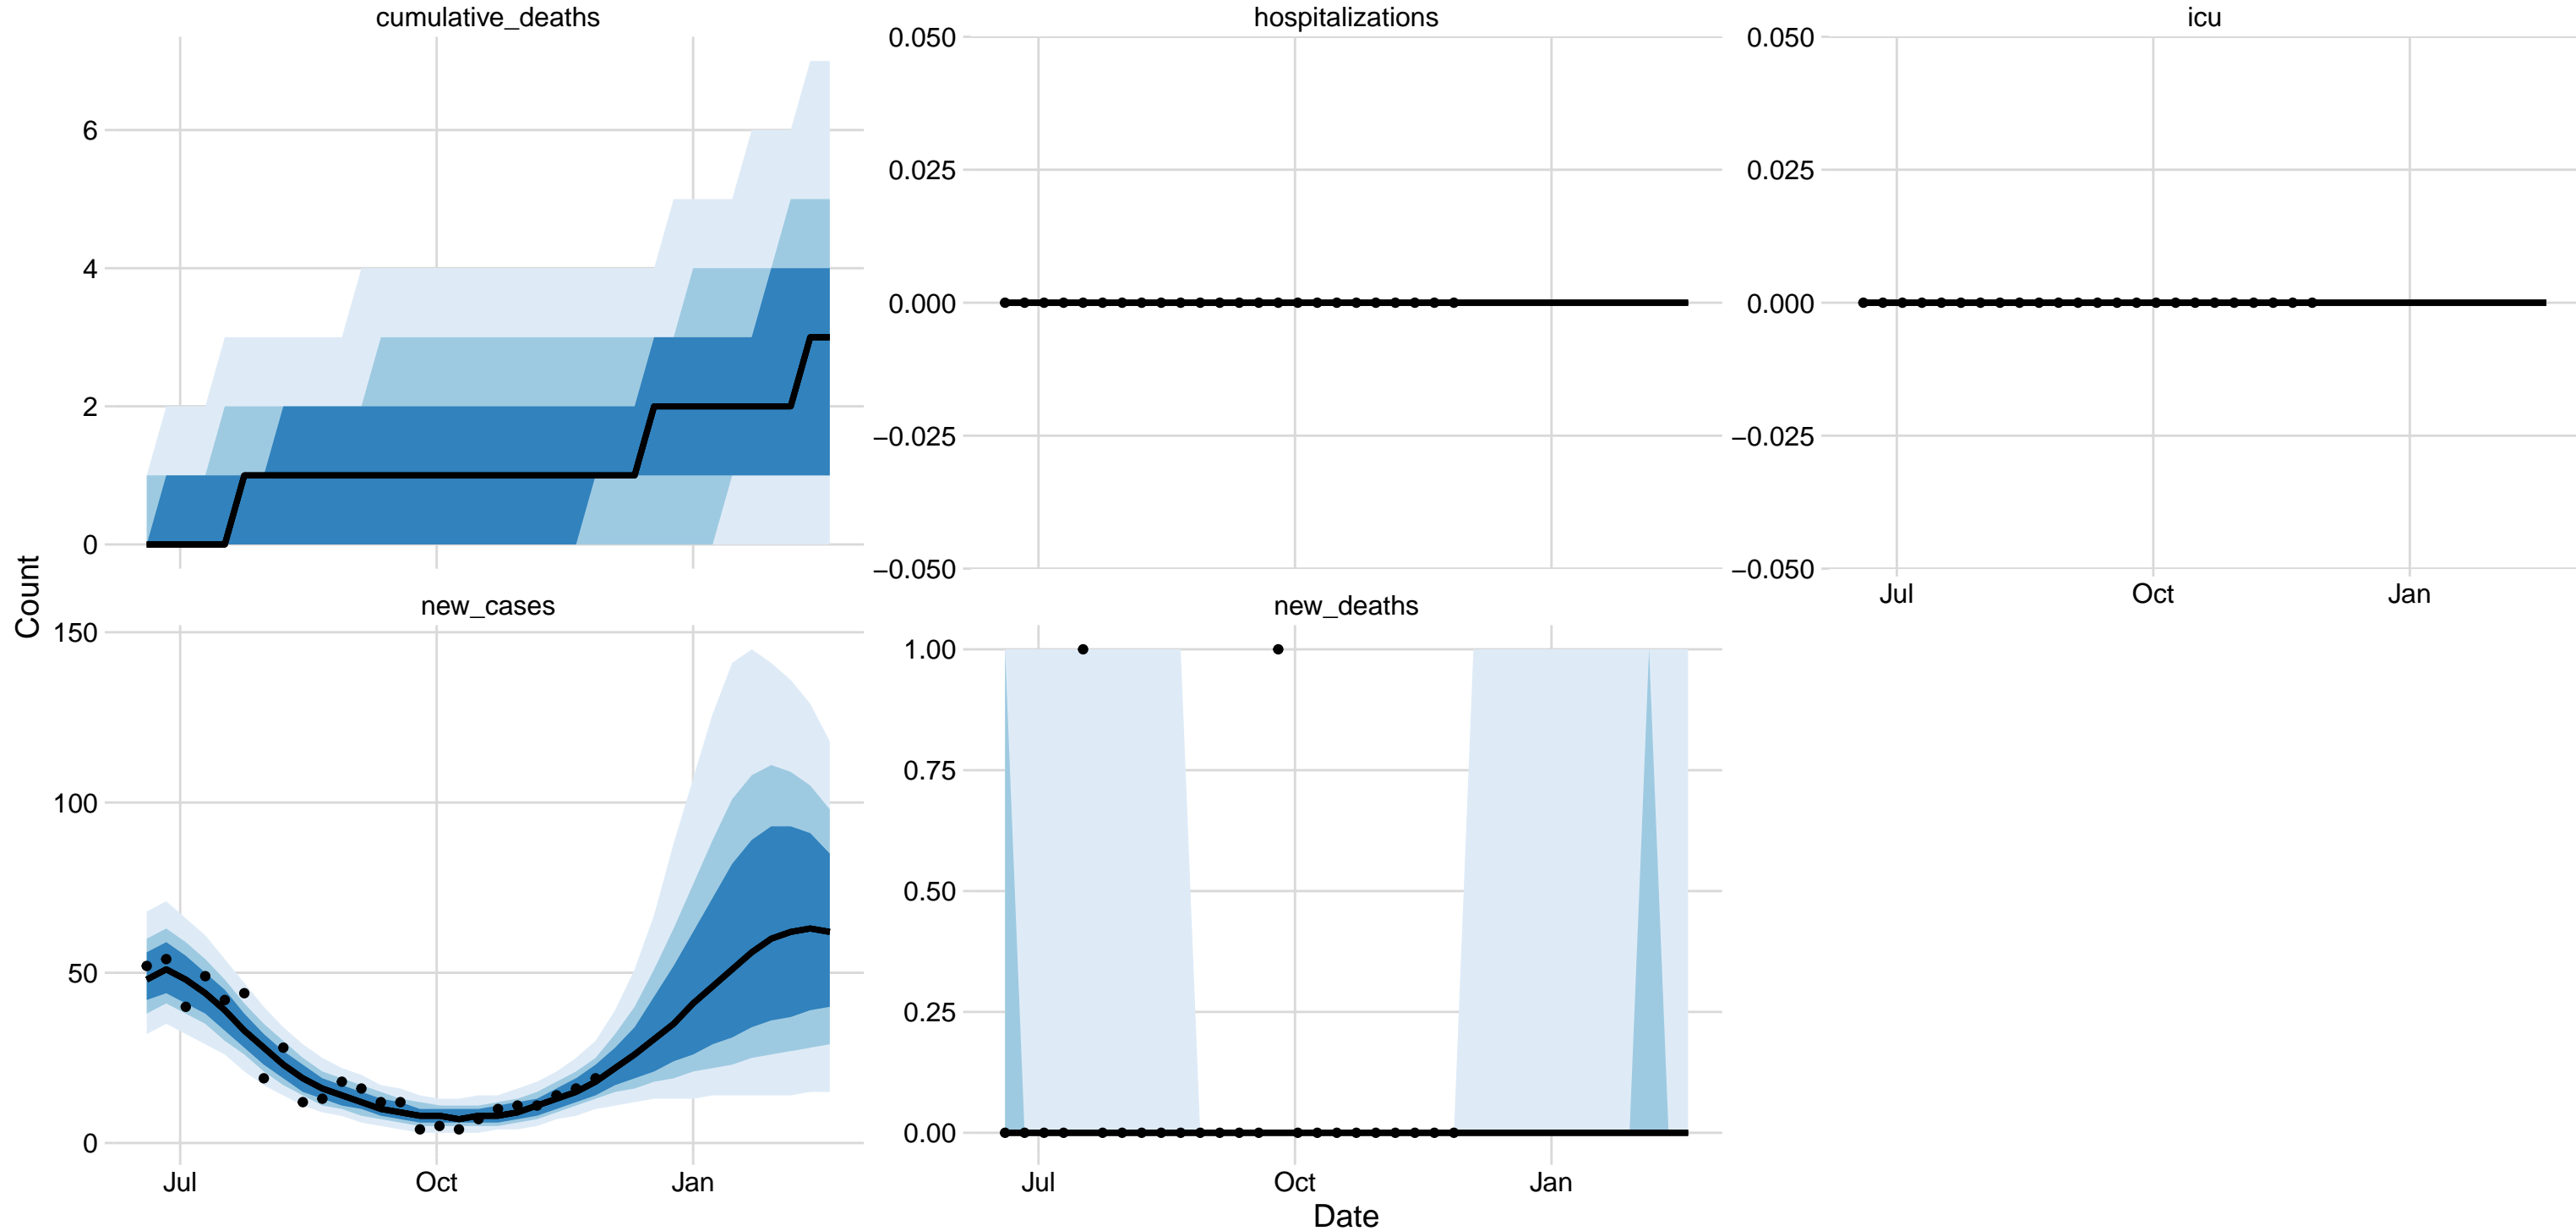 cumulative_deaths
6
4
2
0
hospitalizations
0.050
0.025
0.000
−0.025
−0.050
icu
0.050
0.025
0.000
−0.025
−0.050
Jul Oct Jan
Count
new_cases
150
100
50
0
Jul Oct Jan
new_deaths
1.00
0.75
0.50
0.25
0.00
Jul Oct Jan
Date